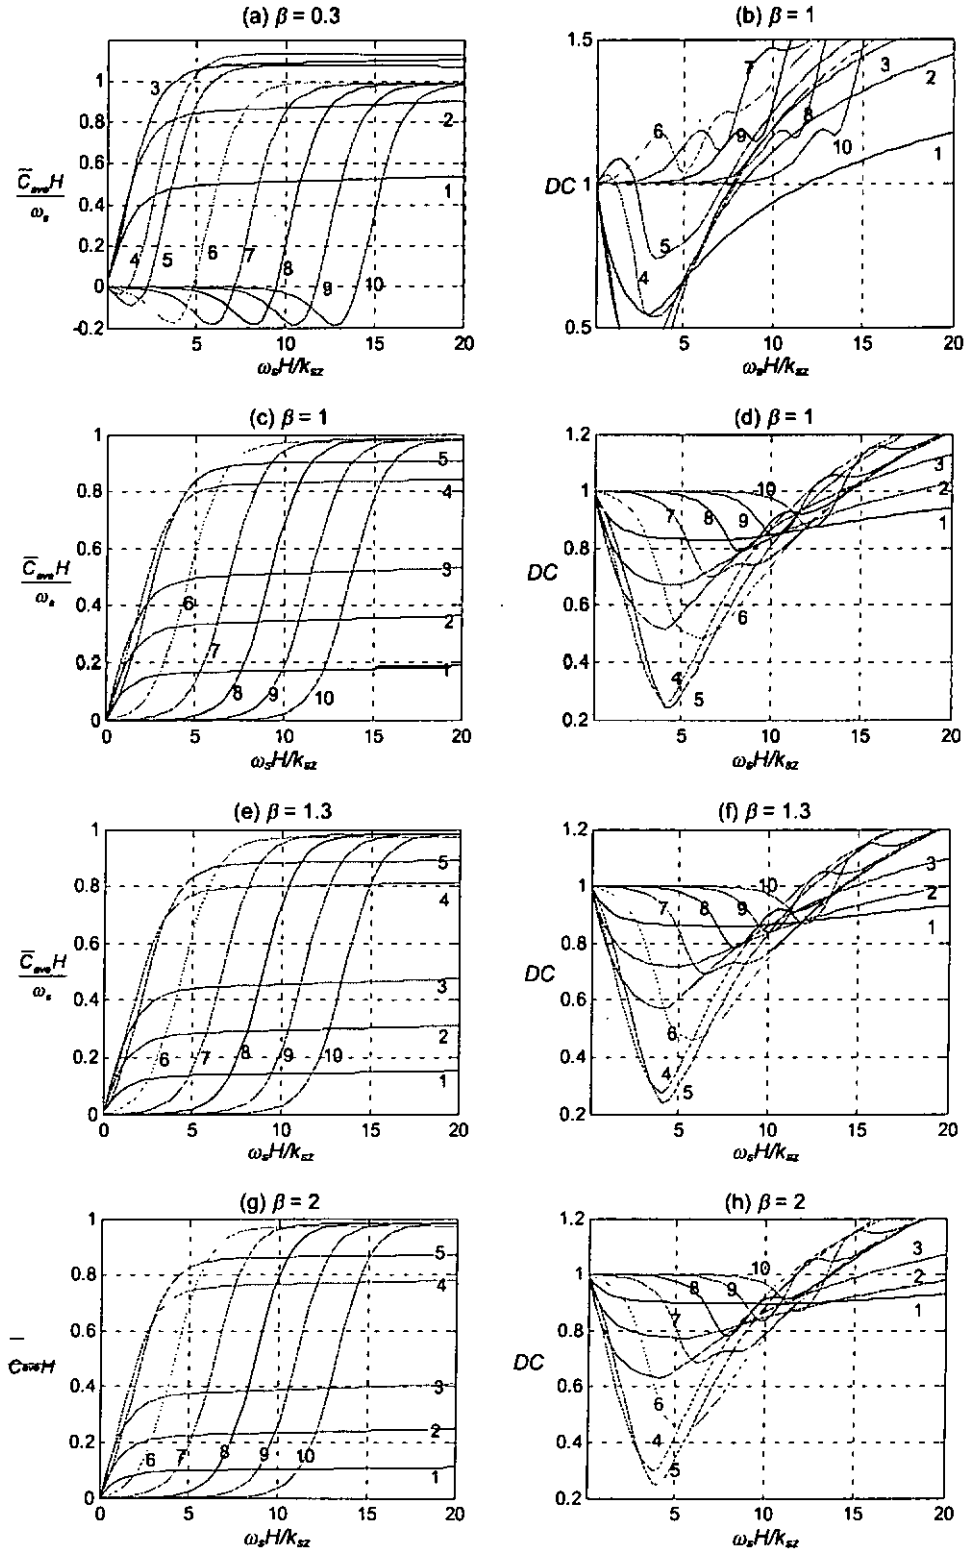 (a) β = 0.3
C̃aveH
ωs
1
0.8
0.6
0.4
0.2
0
-0.2
3
2
1
4 5 6 7 8 9 10
5 10 15 20
ωsH/ksz
(b) β = 1
DC
1.5
1
0.5
7
3
2
6
9
8
10
1
5
4
5 10 15 20
ωsH/ksz
(c) β = 1
C̅aveH
ωs
1
0.8
0.6
0.4
0.2
0
5
4
3
2
1
6 7 8 9 10
0 5 10 15 20
ωsH/ksz
(d) β = 1
DC
1.2
1
0.8
0.6
0.4
0.2
10
3
2
1
7 8 9
6
4
5
5 10 15 20
ωsH/ksz
(e) β = 1.3
C̅aveH
ωs
1
0.8
0.6
0.4
0.2
0
5
4
3
2
1
6 7 8 9 10
0 5 10 15 20
ωsH/ksz
(f) β = 1.3
DC
1.2
1
0.8
0.6
0.4
0.2
10
3
2
1
7 8 9
6
4
5
5 10 15 20
ωsH/ksz
(g) β = 2
C̅aveH
1
0.8
0.6
0.4
0.2
0
5
4
3
2
1
6 7 8 9 10
0 5 10 15 20
ωsH/ksz
(h) β = 2
DC
1.2
1
0.8
0.6
0.4
0.2
10
3
2
1
7 8 9
6
4
5
5 10 15 20
ωsH/ksz